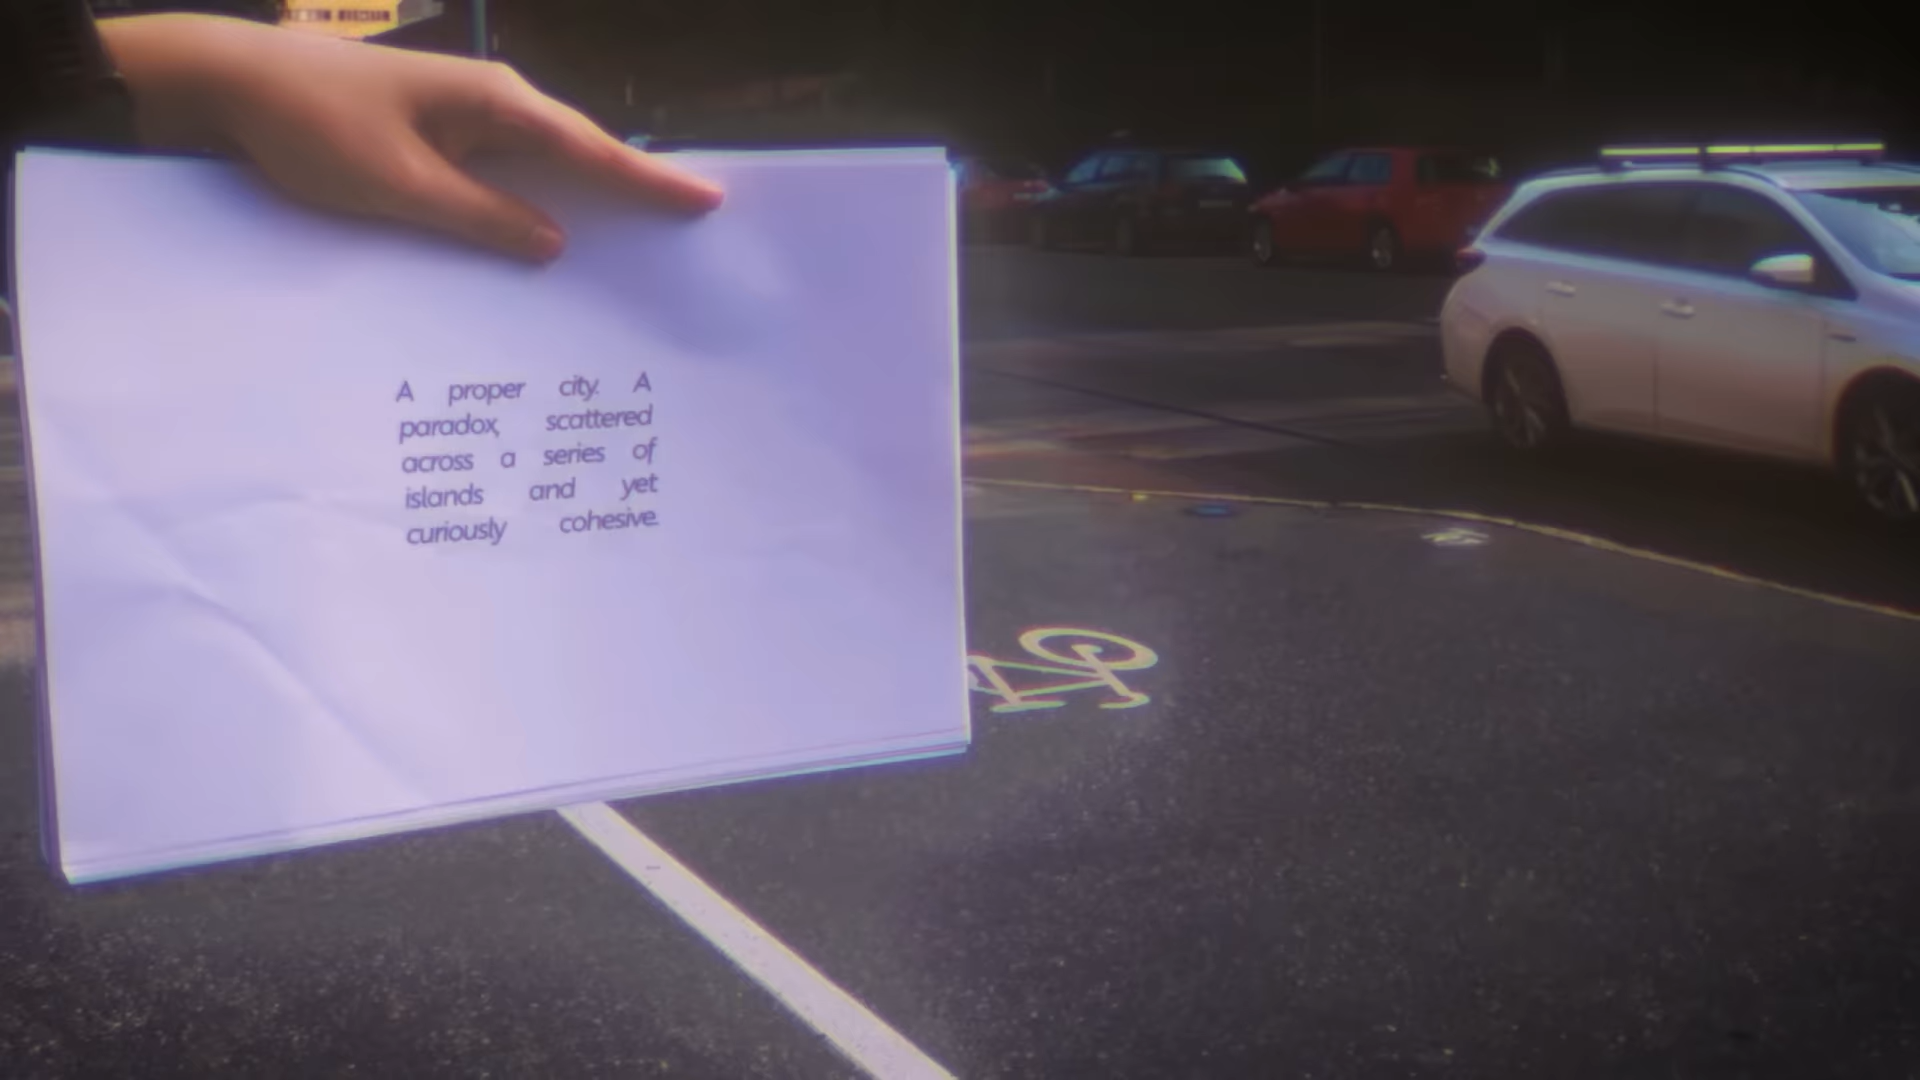 A proper city. A
paradox, scattered
across a series of
islands and yet
curiously cohesive.